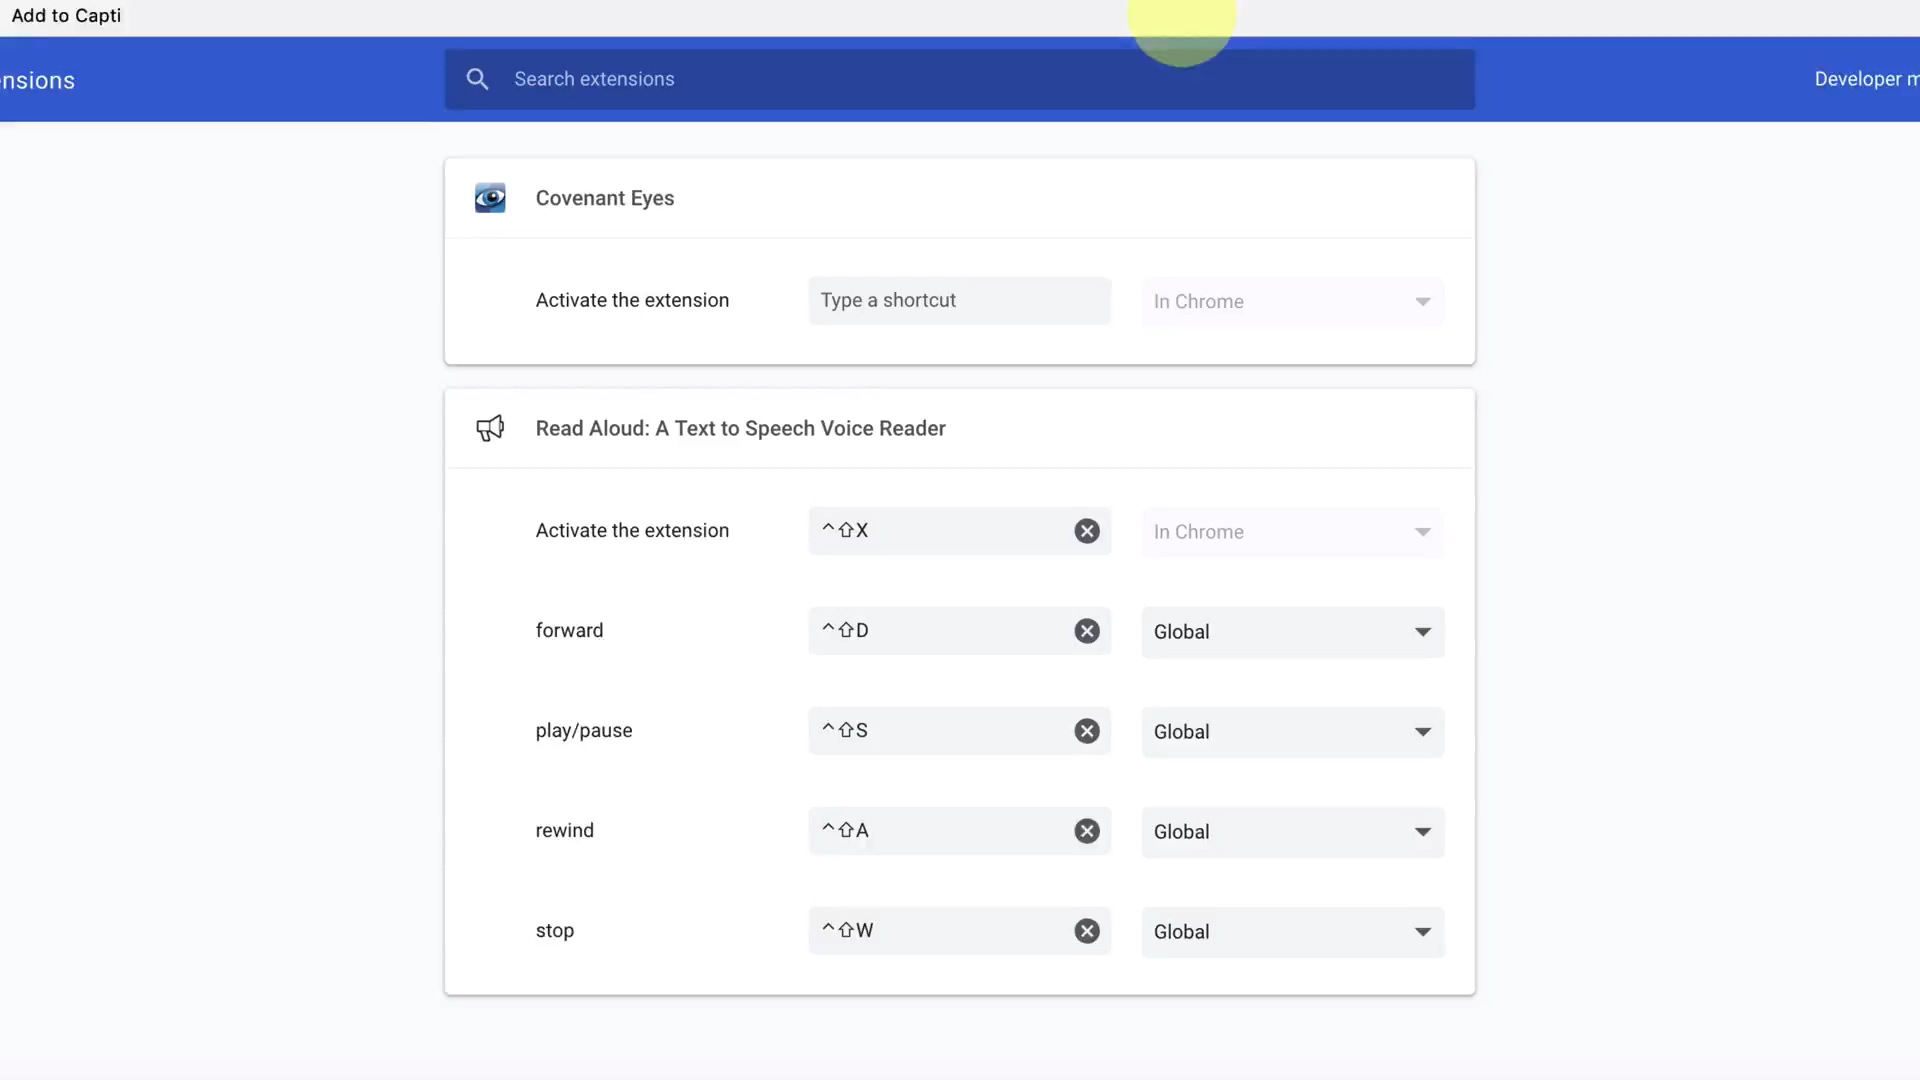 Add to Capti
ensions
Search extensions
Developer m
Covenant Eyes
Activate the extension
Type a shortcut
In Chrome
Read Aloud: A Text to Speech Voice Reader
Activate the extension
^⇧X
In Chrome
forward
^⇧D
Global
play/pause
^⇧S
Global
rewind
^⇧A
Global
stop
^⇧W
Global